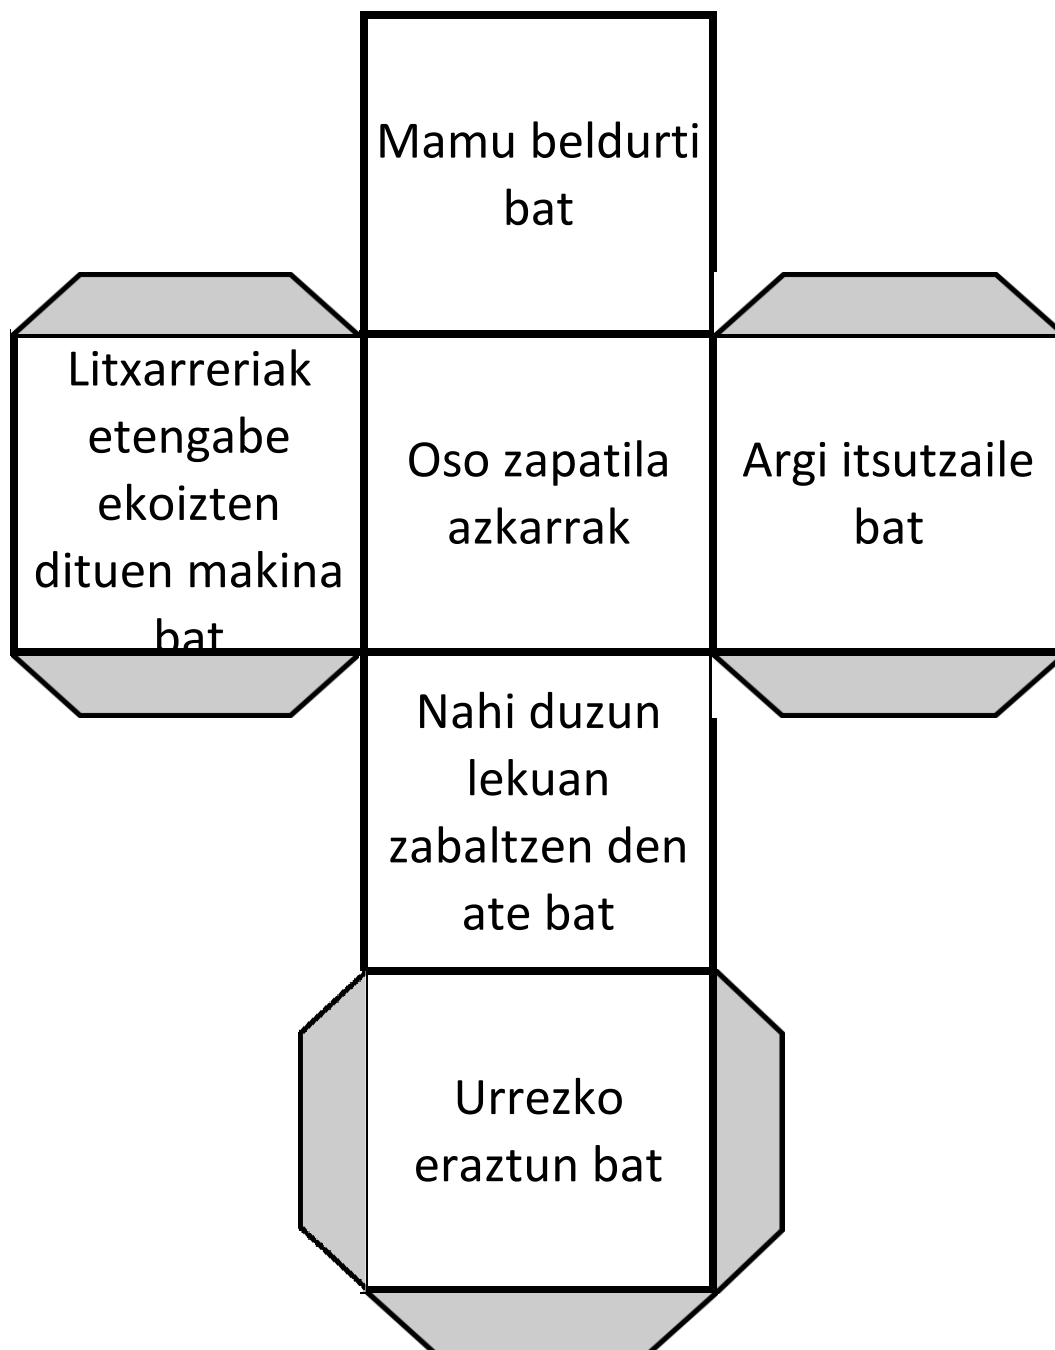 Mamu beldurti
bat
Litxarreriak
etengabe
ekoizten
dituen makina
bat
Oso zapatila
azkarrak
Argi itsutzaile
bat
Nahi duzun
lekuan
zabaltzen den
ate bat
Urrezko
eraztun bat